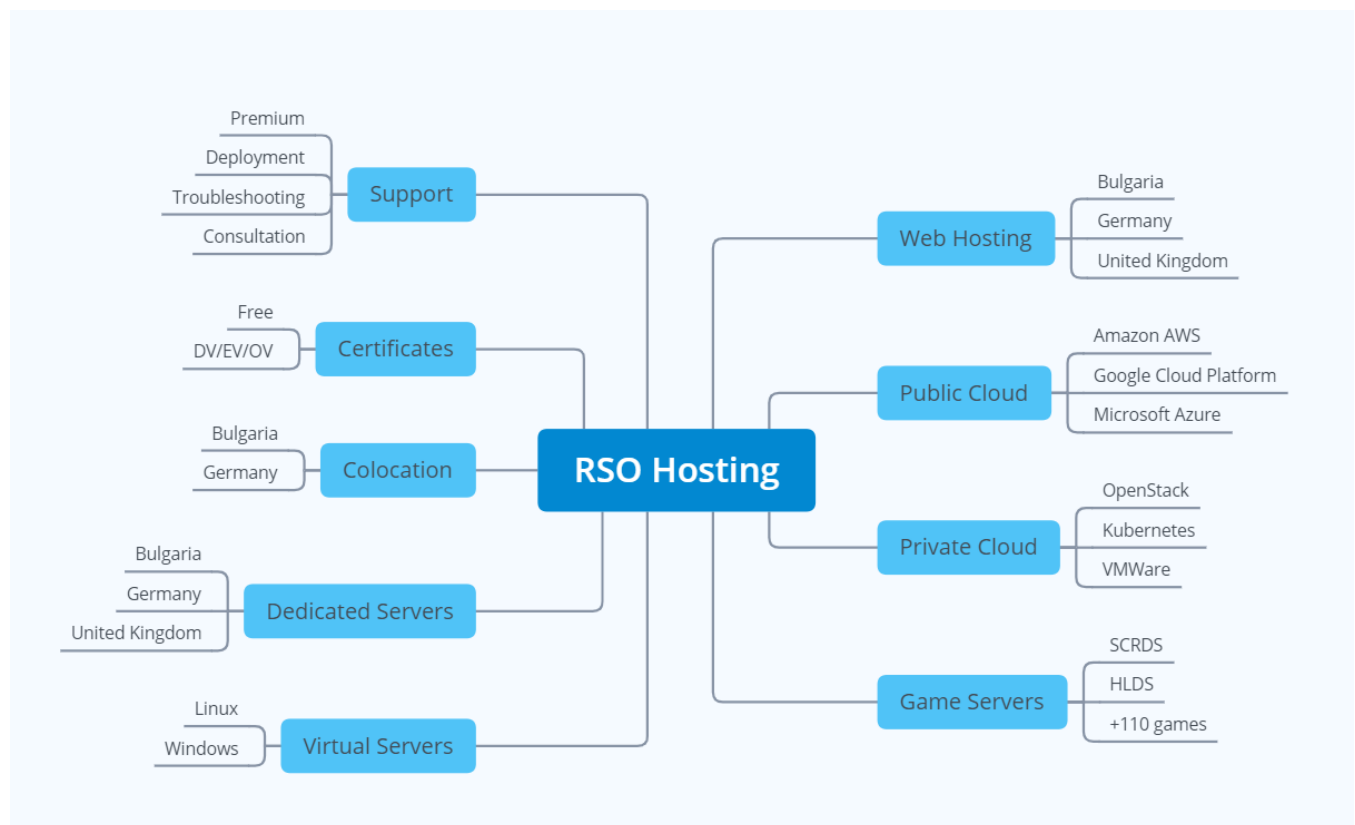 RSO Hosting
Support
Premium
Deployment
Troubleshooting
Consultation
Certificates
Free
DV/EV/OV
Colocation
Bulgaria
Germany
Dedicated Servers
Bulgaria
Germany
United Kingdom
Virtual Servers
Linux
Windows
Web Hosting
Bulgaria
Germany
United Kingdom
Public Cloud
Amazon AWS
Google Cloud Platform
Microsoft Azure
Private Cloud
OpenStack
Kubernetes
VMWare
Game Servers
SCRDS
HLDS
+110 games